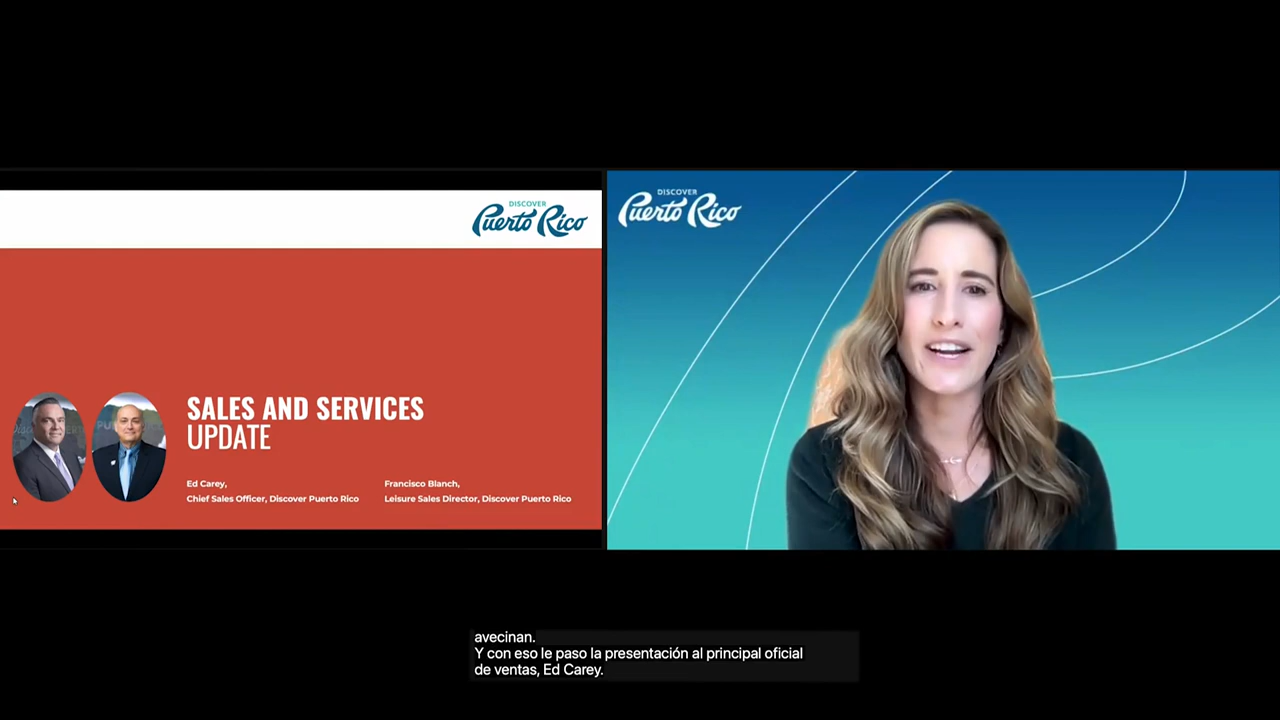 DISCOVER
Puerto Rico
SALES AND SERVICES
UPDATE
Ed Carey,
Chief Sales Officer, Discover Puerto Rico
Francisco Blanch,
Leisure Sales Director, Discover Puerto Rico
DISCOVER
Puerto Rico
avecinan.
Y con eso le paso la presentación al principal oficial
de ventas, Ed Carey.